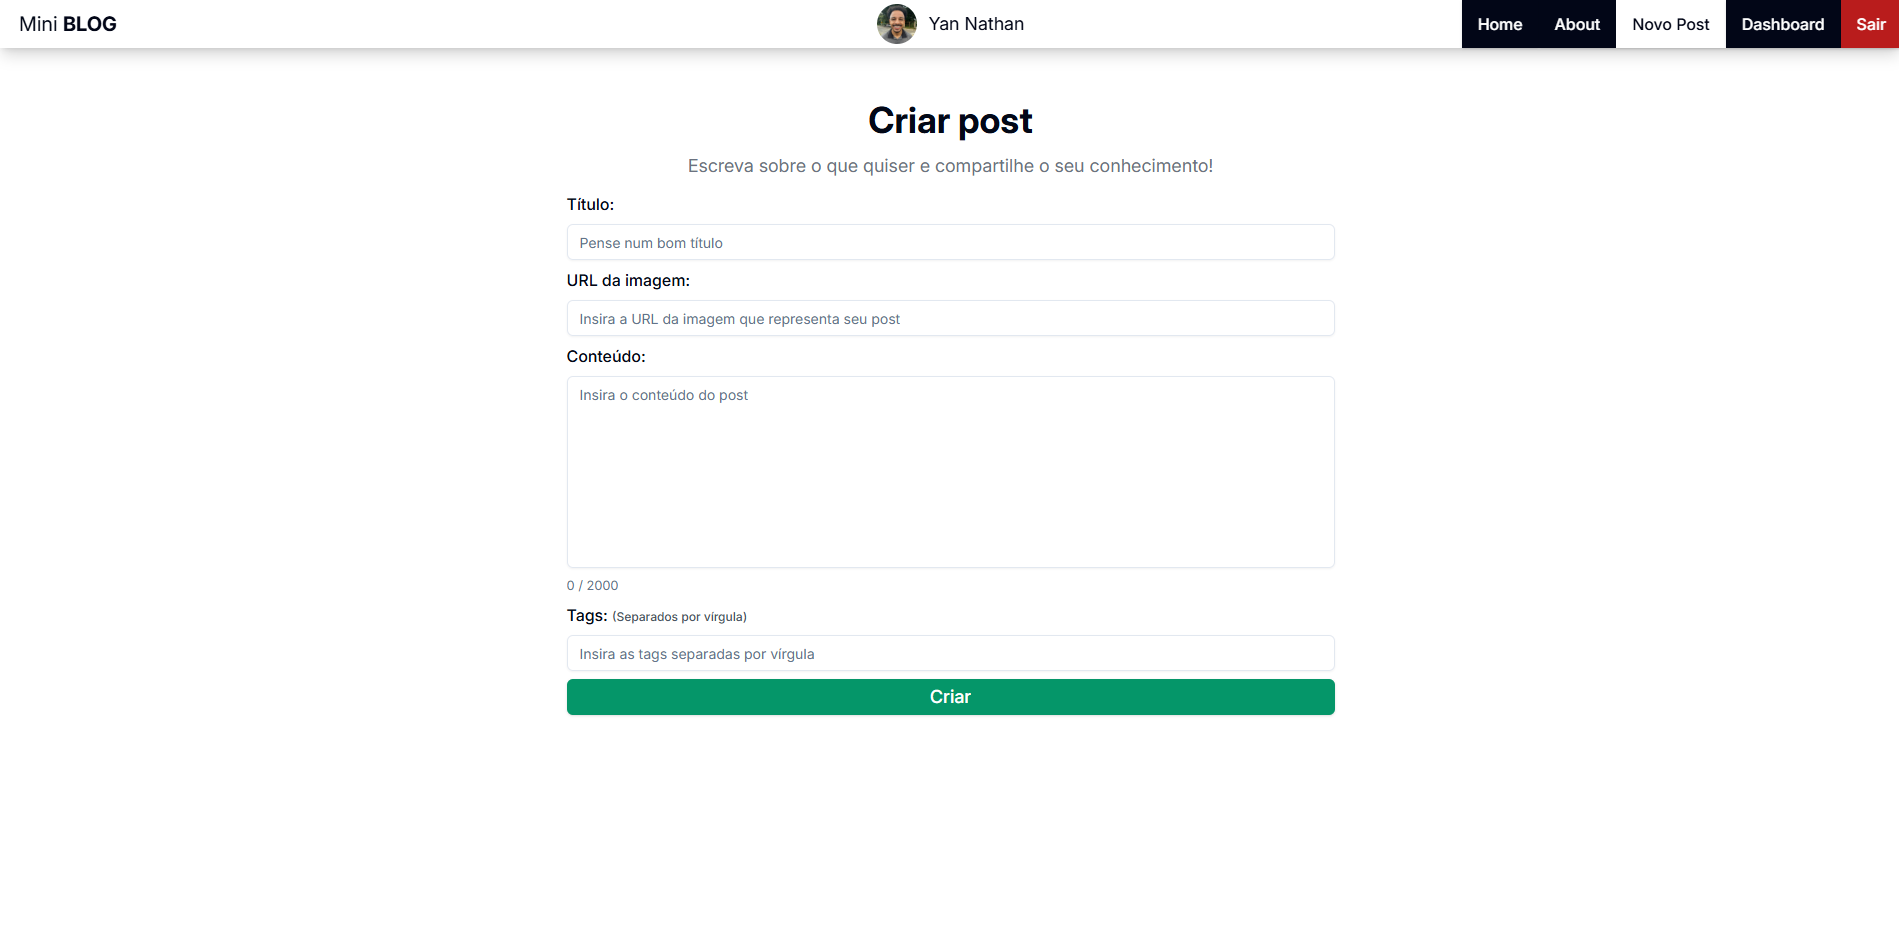 Mini BLOG
Yan Nathan
Home About Novo Post Dashboard Sair
Criar post
Escreva sobre o que quiser e compartilhe o seu conhecimento!
Título:
Pense num bom título
URL da imagem:
Insira a URL da imagem que representa seu post
Conteúdo:
Insira o conteúdo do post
0 / 2000
Tags: (Separados por vírgula)
Insira as tags separadas por vírgula
Criar